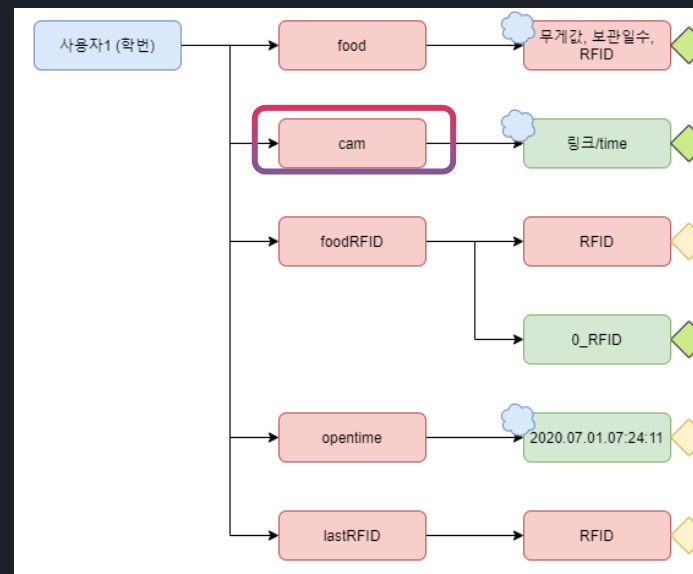 사용자1 (학번)
food
무게값, 보관일수,
RFID
cam
링크/time
foodRFID
RFID
0_RFID
opentime
2020.07.01.07:24:11
lastRFID
RFID